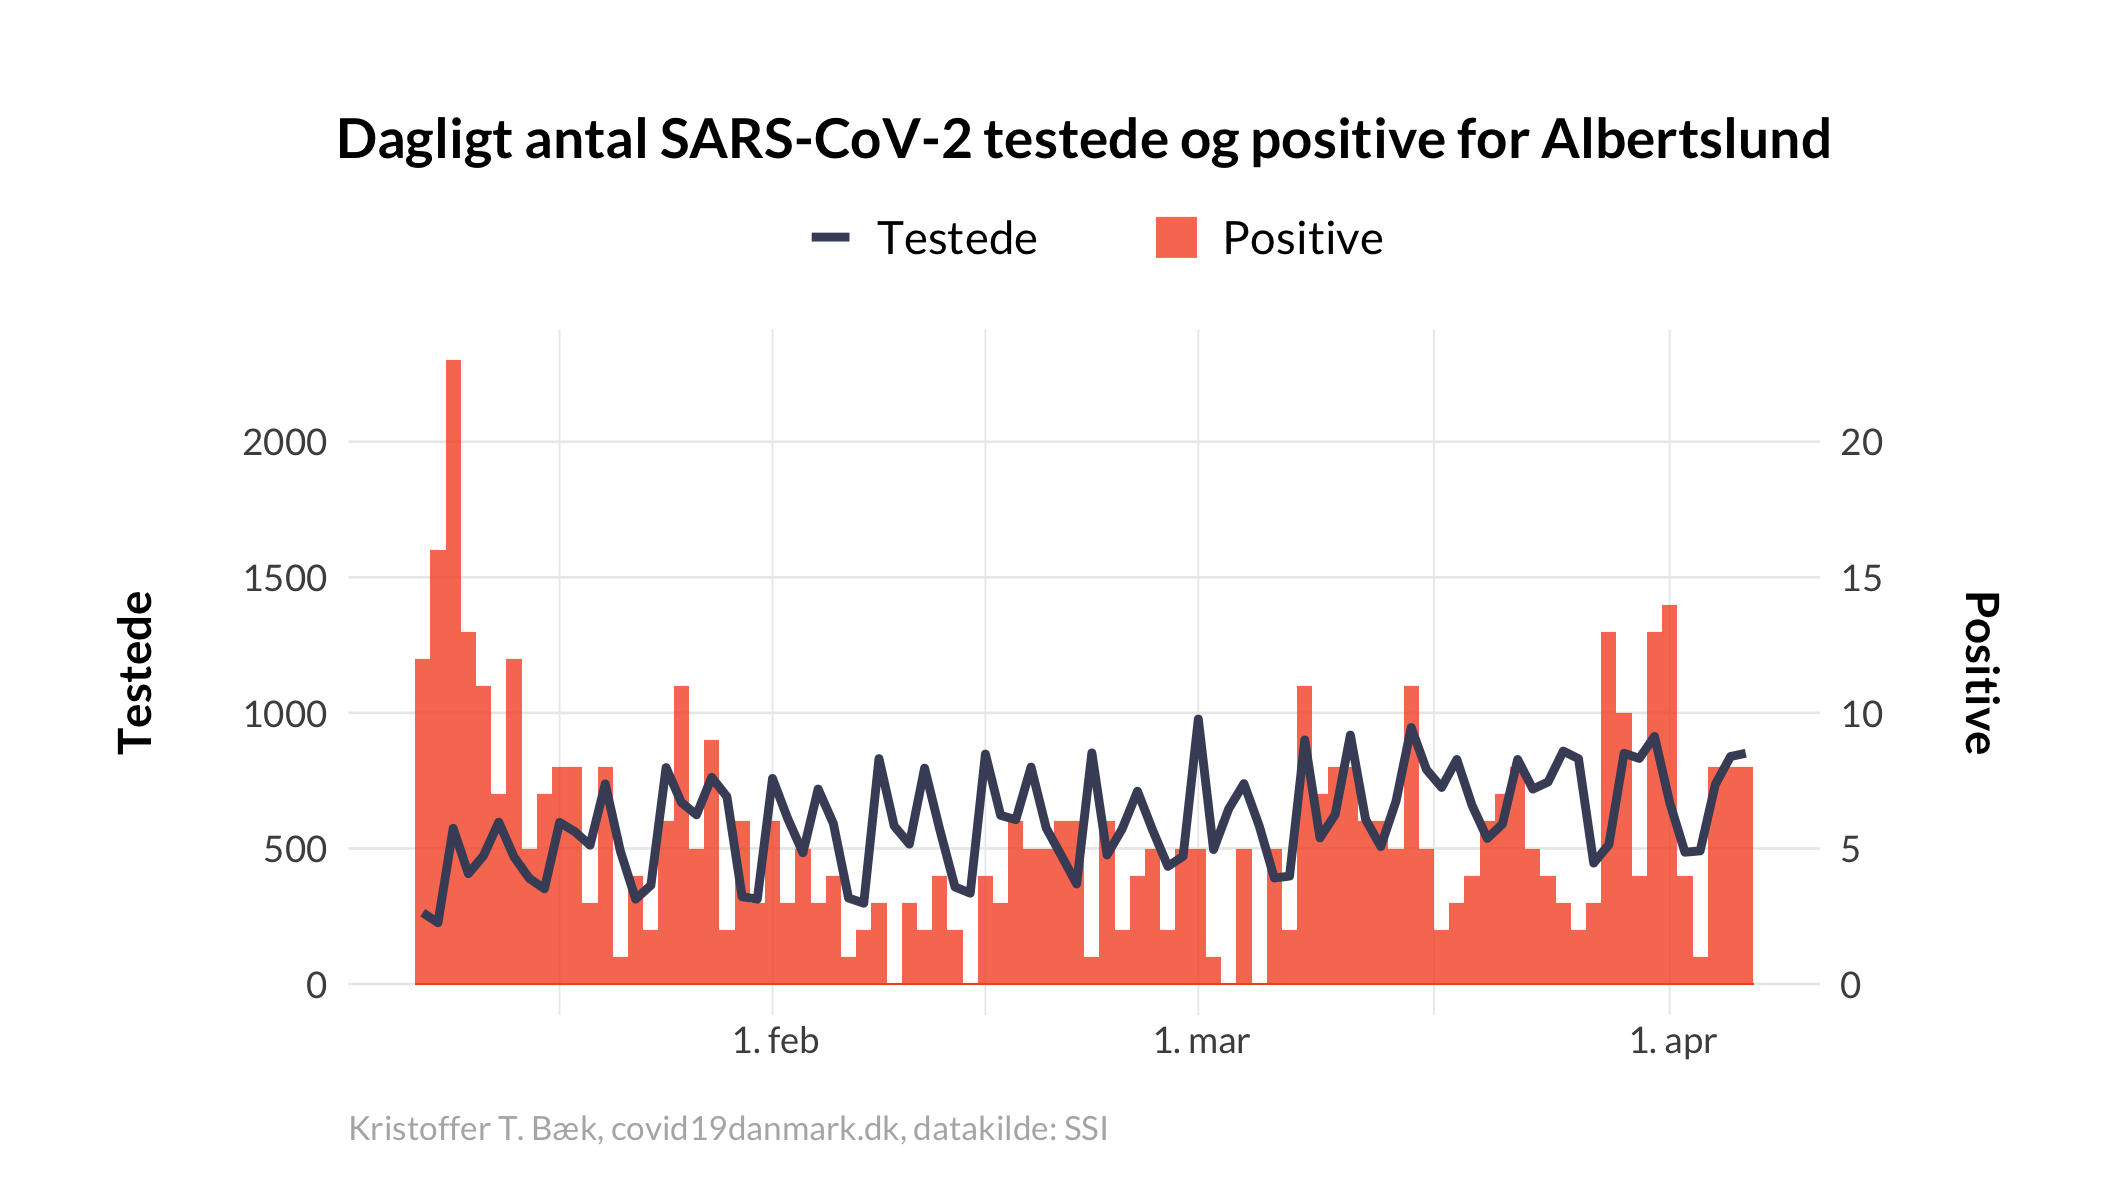 Dagligt antal SARS-CoV-2 testede og positive for Albertslund
Testede
Positive
Testede
2000
1500
1000
500
0
20
15
10
5
0
Positive
1. feb
1. mar
1. apr
Kristoffer T. Bæk, covid19danmark.dk, datakilde: SSI